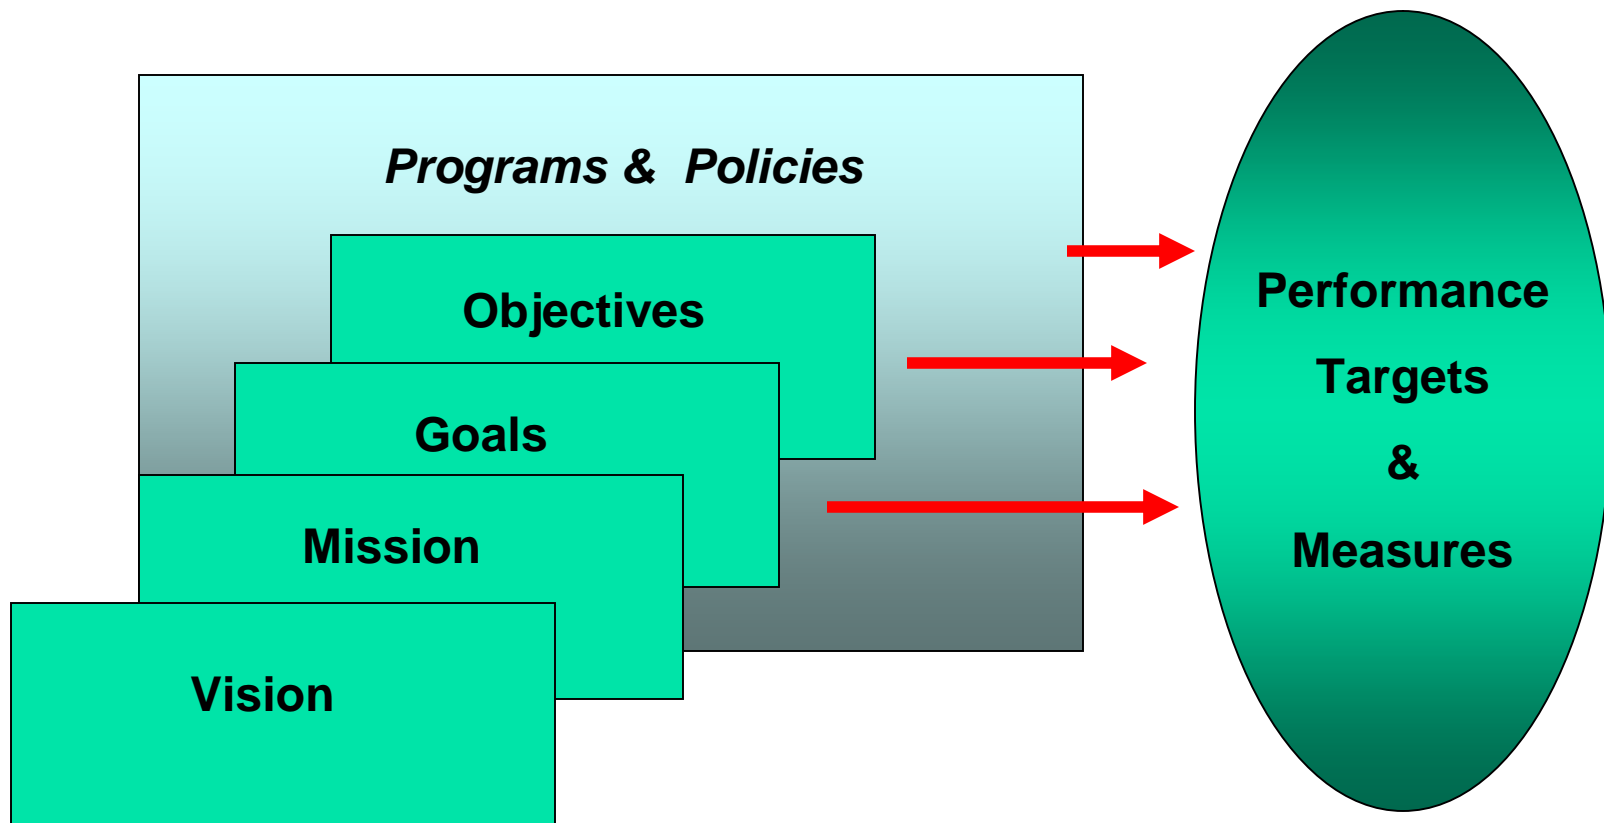 Programs & Policies
Objectives
Goals
Mission
Vision
Performance
Targets
&
Measures